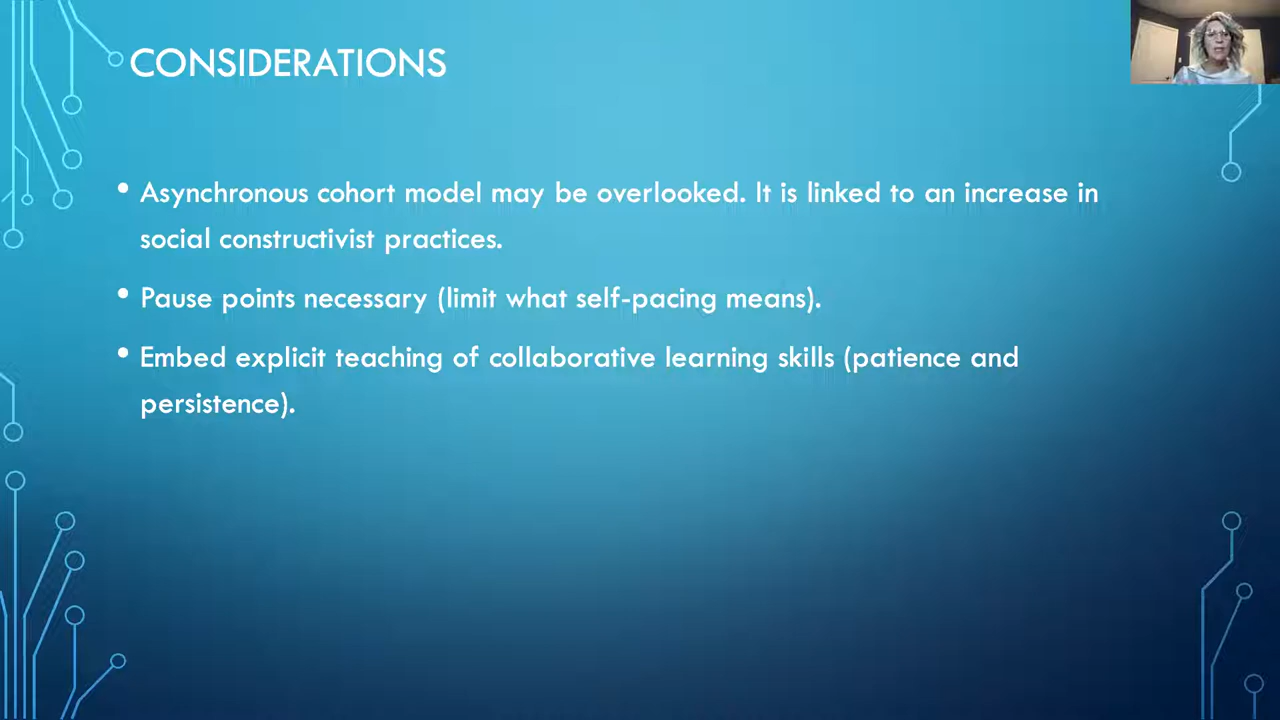 CONSIDERATIONS
• Asynchronous cohort model may be overlooked. It is linked to an increase in
social constructivist practices.
• Pause points necessary (limit what self-pacing means).
• Embed explicit teaching of collaborative learning skills (patience and
persistence).